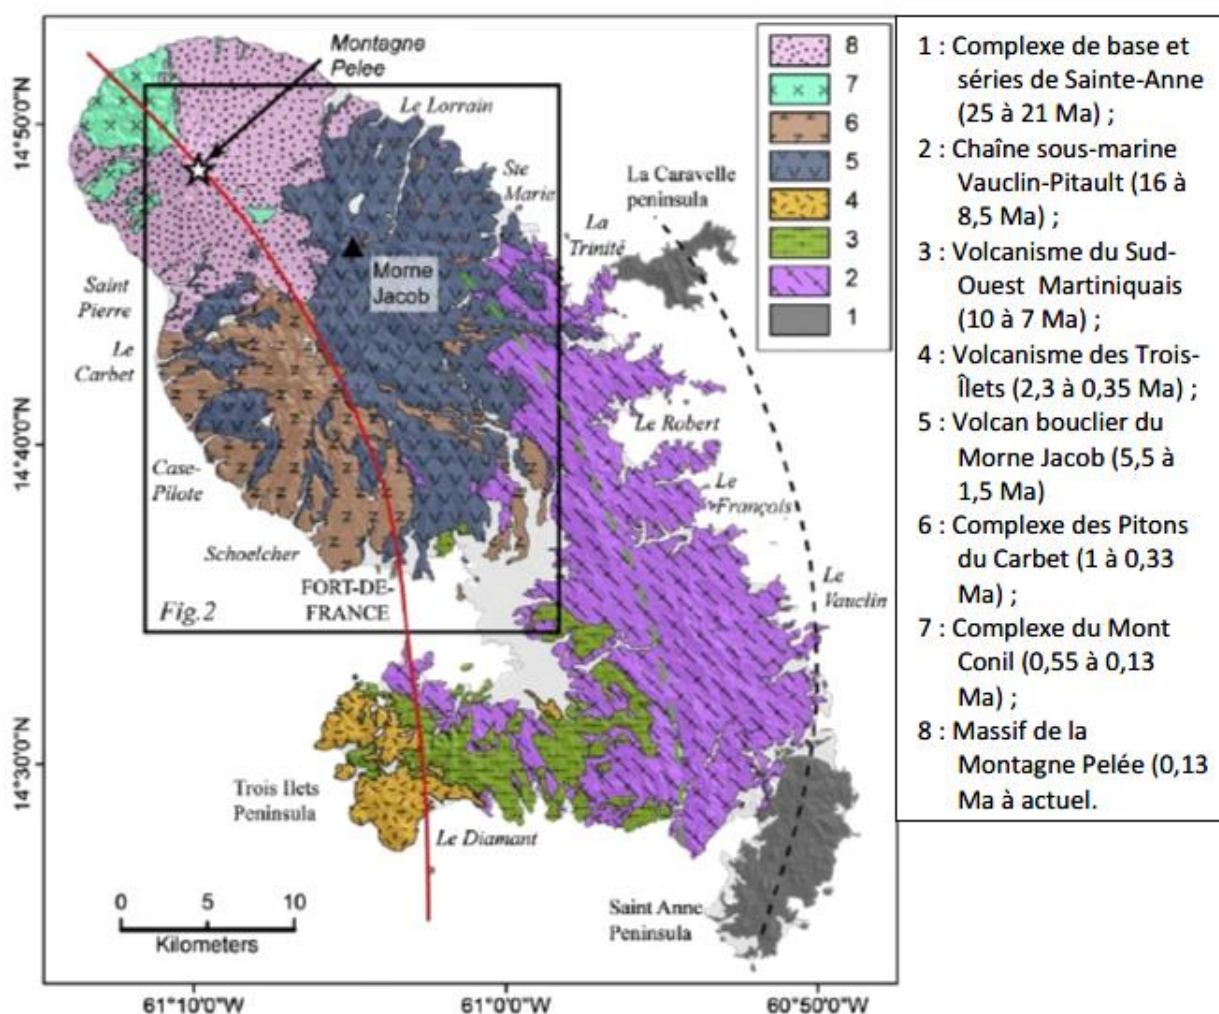 Montagne
Pelee
Le Lorrain
Ste
Marie
La Caravelle
peninsula
La
Trinité
Morne
Jacob
Saint
Pierre
Le
Carbet
Le Robert
Case-
Pilote
Le
François
Schoelcher
Le
Vauclin
FORT-DE-
FRANCE
Fig.2
Trois Ilets
Peninsula
Le Diamant
Saint Anne
Peninsula
0 5 10
Kilometers
14°50'0"N
14°40'0"N
14°30'0"N
61°10'0"W 61°0'0"W 60°50'0"W
8
7
6
5
4
3
2
1
1 : Complexe de base et
séries de Sainte-Anne
(25 à 21 Ma) ;
2 : Chaîne sous-marine
Vauclin-Pitault (16 à
8,5 Ma) ;
3 : Volcanisme du Sud-
Ouest Martiniquais
(10 à 7 Ma) ;
4 : Volcanisme des Trois-
Îlets (2,3 à 0,35 Ma) ;
5 : Volcan bouclier du
Morne Jacob (5,5 à
1,5 Ma)
6 : Complexe des Pitons
du Carbet (1 à 0,33
Ma) ;
7 : Complexe du Mont
Conil (0,55 à 0,13
Ma) ;
8 : Massif de la
Montagne Pelée (0,13
Ma à actuel.